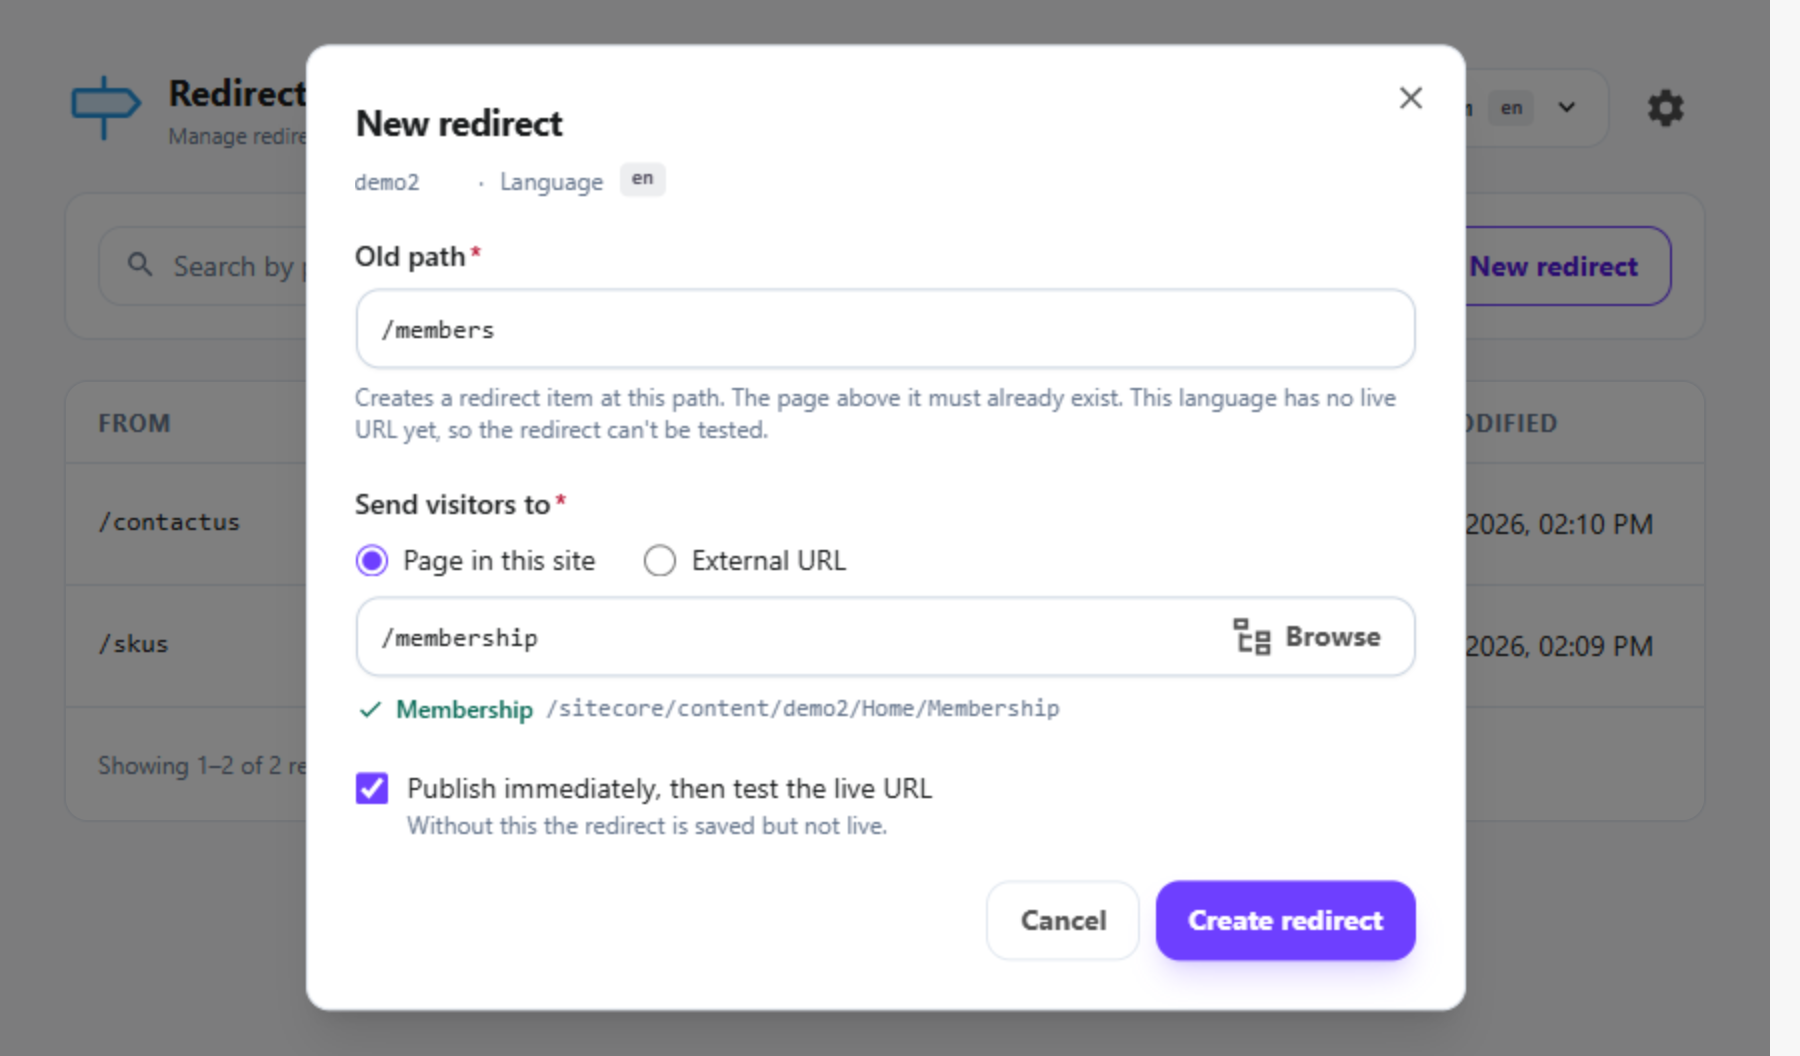 Redirect
Manage redire
en
Search by
New redirect
FROM
ODIFIED
/contactus
2026, 02:10 PM
/skus
2026, 02:09 PM
Showing 1–2 of 2 re
New redirect
demo2 · Language en
Old path*
/members
Creates a redirect item at this path. The page above it must already exist. This language has no live
URL yet, so the redirect can't be tested.
Send visitors to*
Page in this site External URL
/membership Browse
Membership /sitecore/content/demo2/Home/Membership
Publish immediately, then test the live URL
Without this the redirect is saved but not live.
Cancel Create redirect